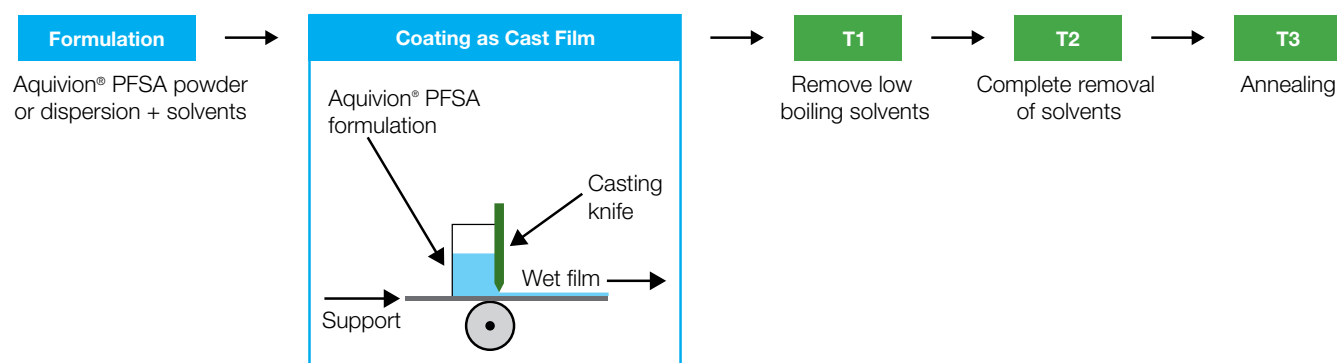 Formulation
Aquivion® PFSA powder
or dispersion + solvents
Coating as Cast Film
Aquivion® PFSA
formulation
Casting
knife
Wet film
Support
T1
Remove low
boiling solvents
T2
Complete removal
of solvents
T3
Annealing